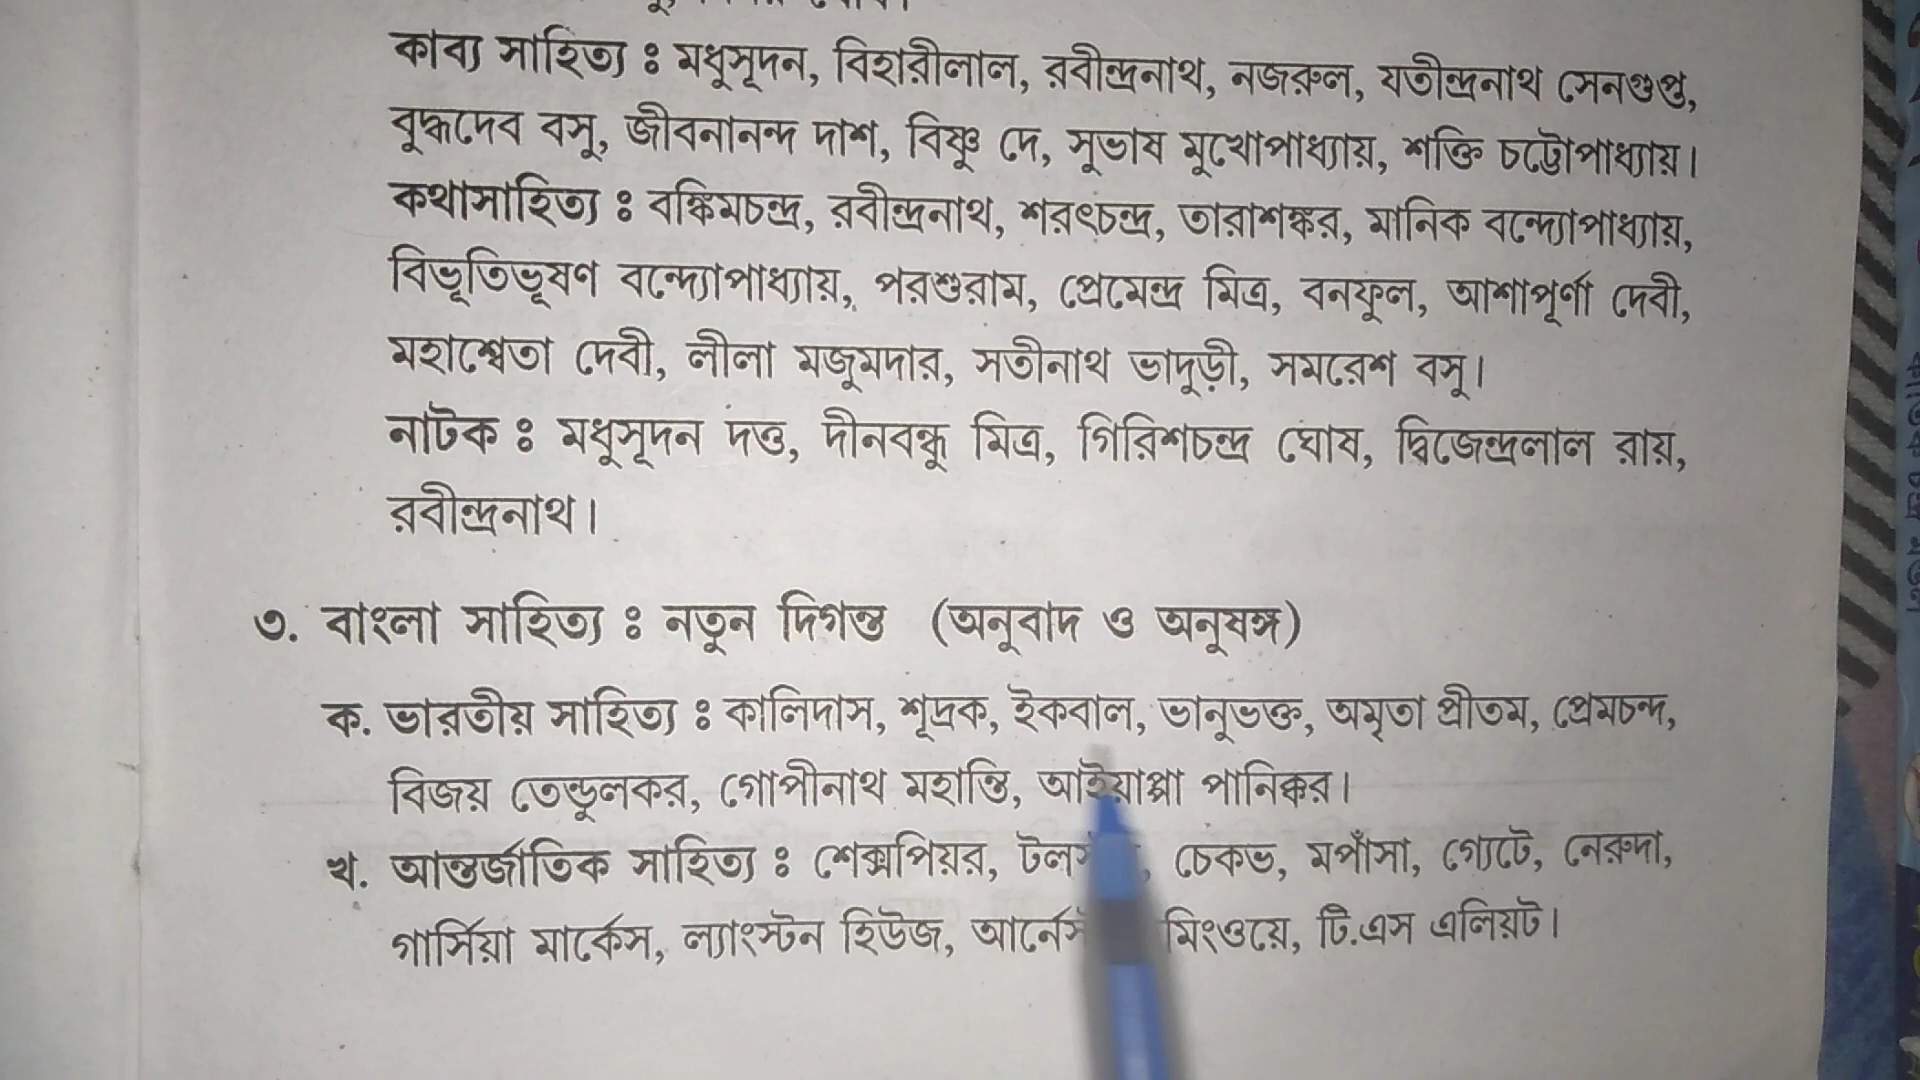 কাব্য সাহিত্য ঃ মধুসূদন, বিহারীলাল, রবীন্দ্রনাথ, নজরুল, যতীন্দ্রনাথ সেনগুপ্ত,
বুদ্ধদেব বসু, জীবনানন্দ দাশ, বিষ্ণু দে, সুভাষ মুখোপাধ্যায়, শক্তি চট্টোপাধ্যায়।
কথাসাহিত্য ঃ বঙ্কিমচন্দ্র, রবীন্দ্রনাথ, শরৎচন্দ্র, তারাশঙ্কর, মানিক বন্দ্যোপাধ্যায়,
বিভূতিভূষণ বন্দ্যোপাধ্যায়, পরশুরাম, প্রেমেন্দ্র মিত্র, বনফুল, আশাপূর্ণা দেবী,
মহাশ্বেতা দেবী, লীলা মজুমদার, সতীনাথ ভাদুড়ী, সমরেশ বসু।
নাটক ঃ মধুসূদন দত্ত, দীনবন্ধু মিত্র, গিরিশচন্দ্র ঘোষ, দ্বিজেন্দ্রলাল রায়,
রবীন্দ্রনাথ।
৩. বাংলা সাহিত্য ঃ নতুন দিগন্ত (অনুবাদ ও অনুষঙ্গ)
ক. ভারতীয় সাহিত্য ঃ কালিদাস, শূদ্রক, ইকবাল, ভানুভক্ত, অমৃতা প্রীতম, প্রেমচন্দ,
বিজয় তেন্ডুলকর, গোপীনাথ মহান্তি, আইয়াপ্পা পানিক্কর।
খ. আন্তর্জাতিক সাহিত্য ঃ শেক্সপিয়র, চেকভ, মপাঁসা, গ্যেটে, নেরুদা,
গার্সিয়া মার্কেস, ল্যাংস্টন হিউজ, টি.এস এলিয়ট।